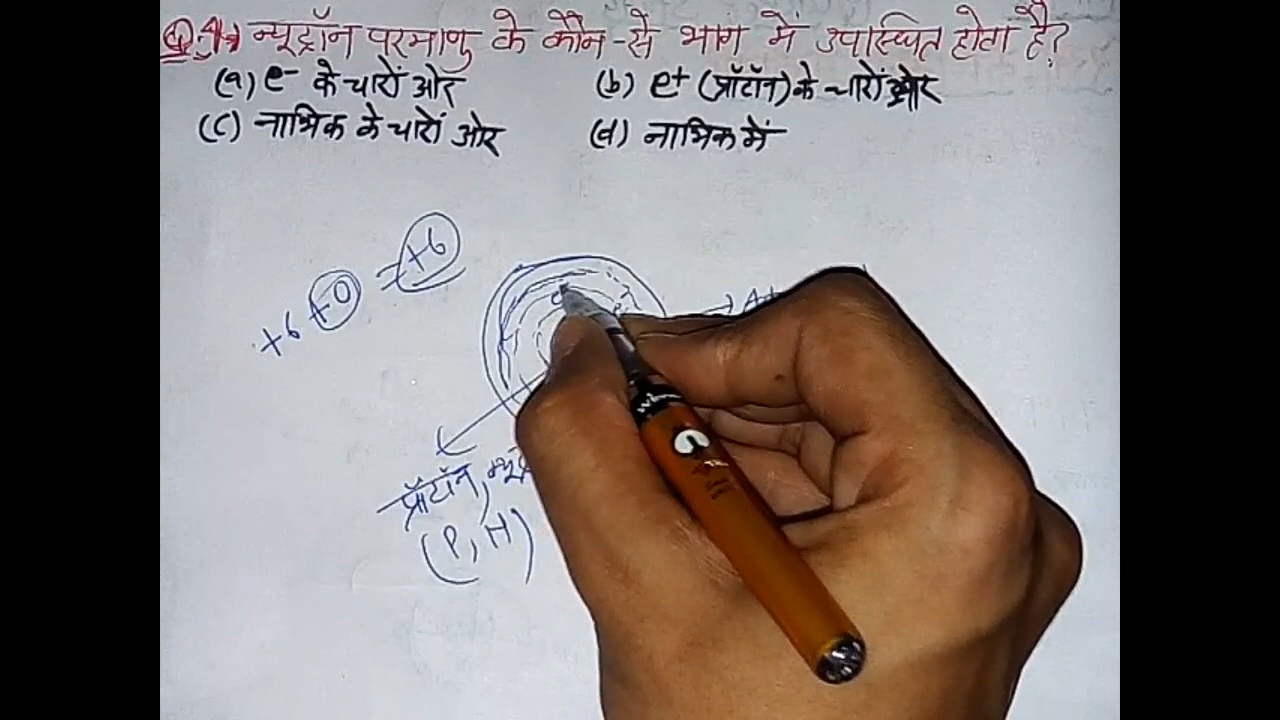 Q.4→ न्यूट्रॉन परमाणु के कौन-से भाग में उपस्थित होता है?
(a) e- के चारों ओर (b) e+ (प्रॉटॉन) के चारों ओर
(c) नाभिक के चारों ओर (d) नाभिक में
+6 +0 = +6
प्रॉटॉन,
(P, H)